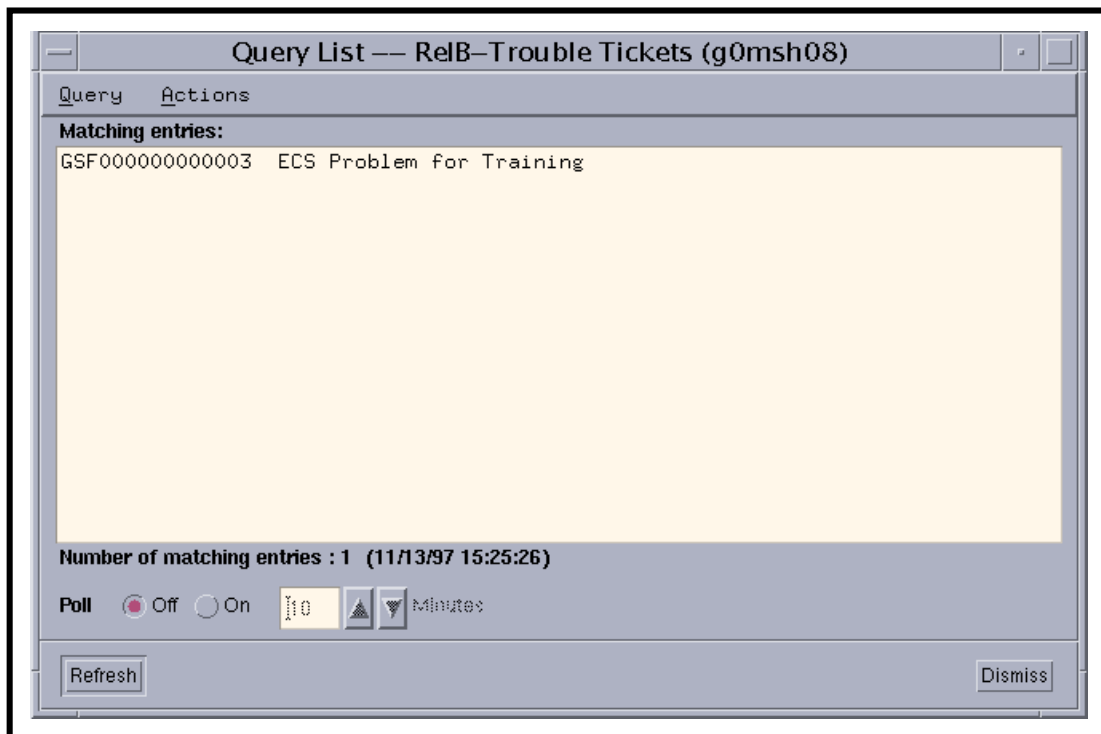 Query List –– RelB–Trouble Tickets (g0msh08)
Query Actions
Matching entries:
GSF000000000003 ECS Problem for Training
Number of matching entries : 1 (11/13/97 15:25:26)
Poll Off On 10 Minutes
Refresh Dismiss